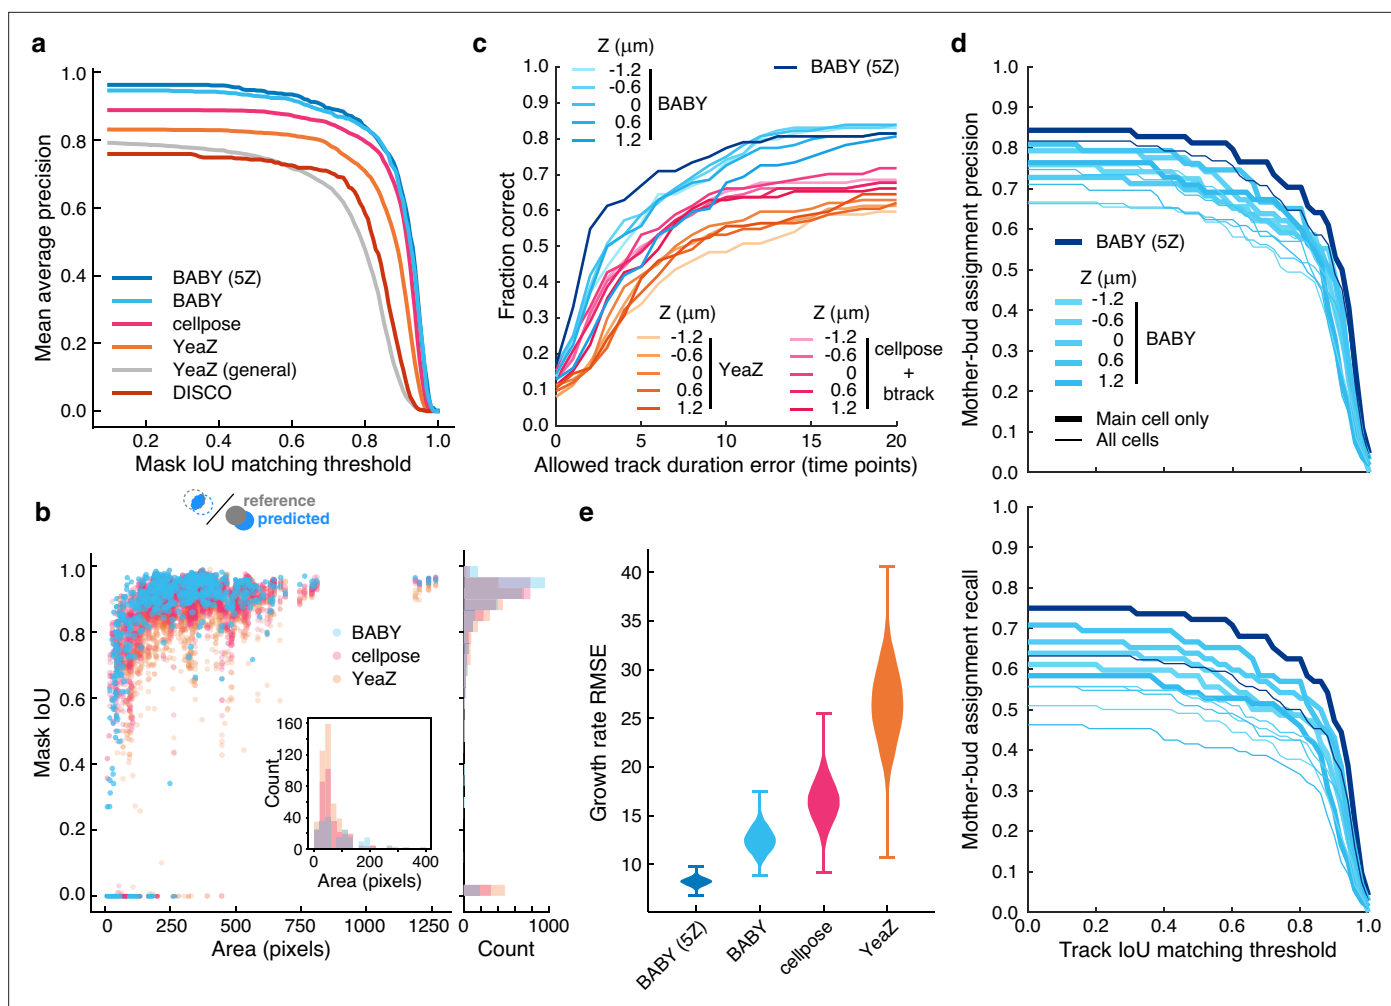 a
1.0
0.8
0.6
0.4
0.2
0.0
Mean average precision
BABY (5Z)
BABY
cellpose
YeaZ
YeaZ (general)
DISCO
0.2
0.4
0.6
0.8
1.0
Mask IoU matching threshold
b
reference
predicted
1.0
0.8
0.6
0.4
0.2
0.0
Mask IoU
BABY
cellpose
YeaZ
160
120
80
40
0
Count
0
200
400
Area (pixels)
0
250
500
750
1000
1250
Area (pixels)
0
1000
Count
c
Z (μm)
-1.2
-0.6
0
0.6
1.2
BABY
BABY (5Z)
1.0
0.9
0.8
0.7
0.6
0.5
0.4
0.3
0.2
0.1
0.0
Fraction correct
Z (μm)
-1.2
-0.6
0
0.6
1.2
YeaZ
Z (μm)
-1.2
-0.6
0
0.6
1.2
cellpose
+
btrack
0
5
10
15
20
Allowed track duration error (time points)
d
1.0
0.9
0.8
0.7
0.6
0.5
0.4
0.3
0.2
0.1
0.0
Mother-bud assignment precision
BABY (5Z)
Z (μm)
-1.2
-0.6
0
0.6
1.2
BABY
Main cell only
All cells
1.0
0.9
0.8
0.7
0.6
0.5
0.4
0.3
0.2
0.1
0.0
Mother-bud assignment recall
0.0
0.2
0.4
0.6
0.8
1.0
Track IoU matching threshold
e
40
35
30
25
20
15
10
Growth rate RMSE
BABY (5Z)
BABY
cellpose
YeaZ